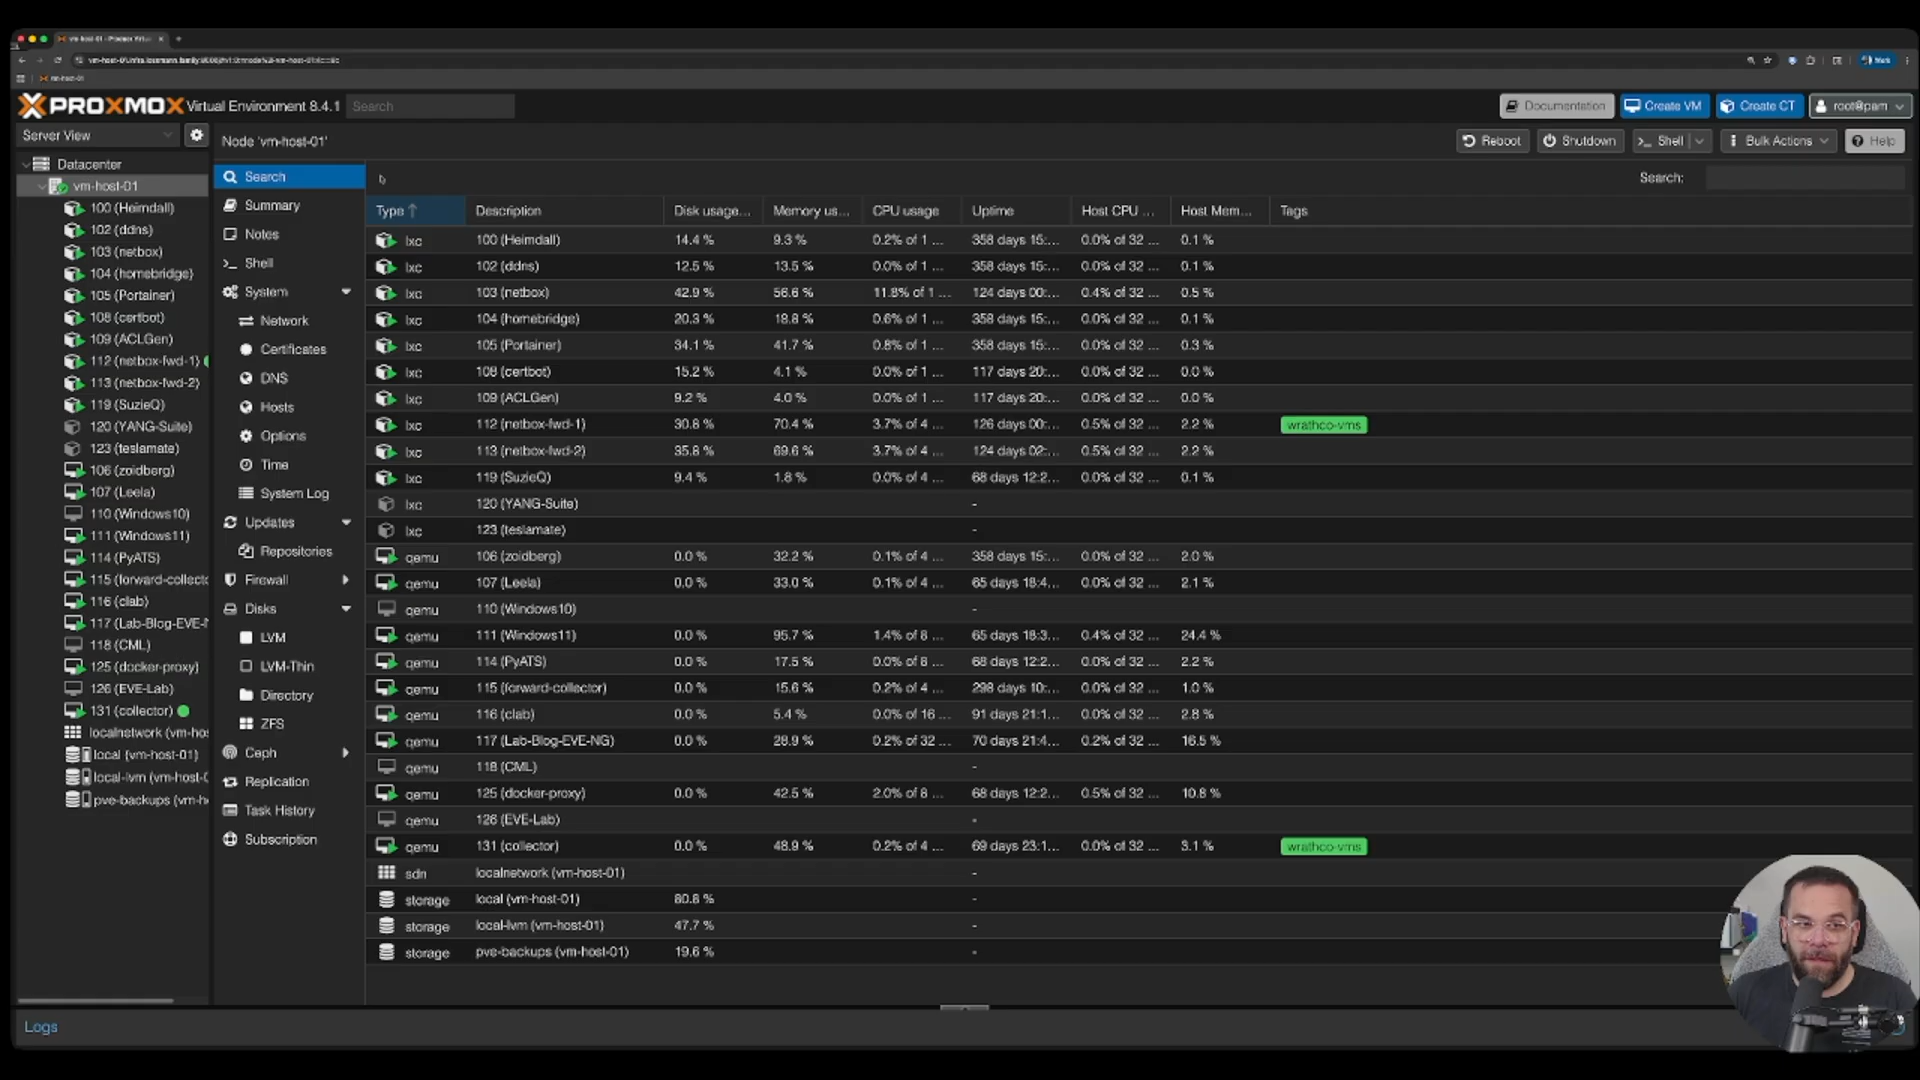 PROXMOX Virtual Environment 8.4.1 Search
Documentation Create VM Create CT root@pam
Server View
Node 'vm-host-01'
Reboot Shutdown Shell Bulk Actions Help
Datacenter
vm-host-01
100 (Heimdall)
102 (ddns)
103 (netbox)
104 (homebridge)
105 (Portainer)
108 (certbot)
109 (ACLGen)
112 (netbox-fwd-1)
113 (netbox-fwd-2)
119 (SuzieQ)
120 (YANG-Suite)
123 (teslamate)
106 (zoidberg)
107 (Leela)
110 (Windows10)
111 (Windows11)
114 (PyATS)
115 (forward-collecto
116 (clab)
117 (Lab-Blog-EVE-N
118 (CML)
125 (docker-proxy)
126 (EVE-Lab)
131 (collector)
localnetwork (vm-hos
local (vm-host-01)
local-lvm (vm-host-0
pve-backups (vm-h
Search
Summary
Notes
Shell
System
Network
Certificates
DNS
Hosts
Options
Time
System Log
Updates
Repositories
Firewall
Disks
LVM
LVM-Thin
Directory
ZFS
Ceph
Replication
Task History
Subscription
Search:
Type Description Disk usage... Memory us... CPU usage Uptime Host CPU ... Host Mem... Tags
lxc 100 (Heimdall) 14.4 % 9.3 % 0.2% of 1 ... 358 days 15:... 0.0% of 32 ... 0.1 %
lxc 102 (ddns) 12.5 % 13.5 % 0.0% of 1 ... 358 days 15:... 0.0% of 32 ... 0.1 %
lxc 103 (netbox) 42.9 % 56.6 % 11.8% of 1 ... 124 days 00:... 0.4% of 32 ... 0.5 %
lxc 104 (homebridge) 20.3 % 18.8 % 0.6% of 1 ... 358 days 15:... 0.0% of 32 ... 0.1 %
lxc 105 (Portainer) 34.1 % 41.7 % 0.8% of 1 ... 358 days 15:... 0.0% of 32 ... 0.3 %
lxc 108 (certbot) 15.2 % 4.1 % 0.0% of 1 ... 117 days 20:... 0.0% of 32 ... 0.0 %
lxc 109 (ACLGen) 9.2 % 4.0 % 0.0% of 1 ... 117 days 20:... 0.0% of 32 ... 0.0 %
lxc 112 (netbox-fwd-1) 30.8 % 70.4 % 3.7% of 4 ... 126 days 00:... 0.5% of 32 ... 2.2 % wrathco-vms
lxc 113 (netbox-fwd-2) 35.8 % 69.6 % 3.7% of 4 ... 124 days 02:... 0.5% of 32 ... 2.2 %
lxc 119 (SuzieQ) 9.4 % 1.8 % 0.0% of 4 ... 68 days 12:2... 0.0% of 32 ... 0.1 %
lxc 120 (YANG-Suite) -
lxc 123 (teslamate) -
qemu 106 (zoidberg) 0.0 % 32.2 % 0.1% of 4 ... 358 days 15:... 0.0% of 32 ... 2.0 %
qemu 107 (Leela) 0.0 % 33.0 % 0.1% of 4 ... 65 days 18:4... 0.0% of 32 ... 2.1 %
qemu 110 (Windows10) -
qemu 111 (Windows11) 0.0 % 95.7 % 1.4% of 8 ... 65 days 18:3... 0.4% of 32 ... 24.4 %
qemu 114 (PyATS) 0.0 % 17.5 % 0.0% of 8 ... 68 days 12:2... 0.0% of 32 ... 2.2 %
qemu 115 (forward-collector) 0.0 % 15.6 % 0.2% of 4 ... 298 days 10:... 0.0% of 32 ... 1.0 %
qemu 116 (clab) 0.0 % 5.4 % 0.0% of 16 ... 91 days 21:1... 0.0% of 32 ... 2.8 %
qemu 117 (Lab-Blog-EVE-NG) 0.0 % 28.9 % 0.2% of 32 ... 70 days 21:4... 0.2% of 32 ... 16.5 %
qemu 118 (CML) -
qemu 125 (docker-proxy) 0.0 % 42.5 % 2.0% of 8 ... 68 days 12:2... 0.5% of 32 ... 10.8 %
qemu 126 (EVE-Lab) -
qemu 131 (collector) 0.0 % 48.9 % 0.2% of 4 ... 69 days 23:1... 0.0% of 32 ... 3.1 % wrathco-vms
sdn localnetwork (vm-host-01) -
storage local (vm-host-01) 80.8 % -
storage local-lvm (vm-host-01) 47.7 % -
storage pve-backups (vm-host-01) 19.6 % -
Logs